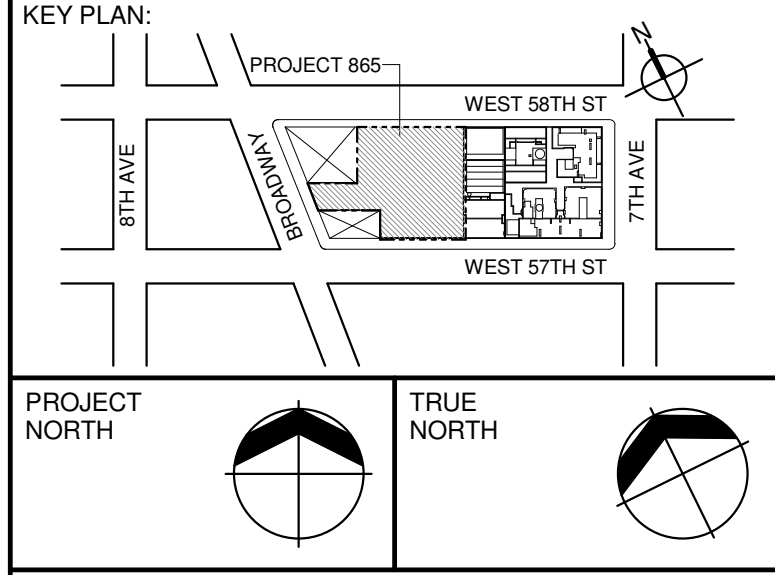 KEY PLAN:
N
PROJECT 865
WEST 58TH ST
8TH AVE
BROADWAY
7TH AVE
WEST 57TH ST
PROJECT
NORTH
TRUE
NORTH